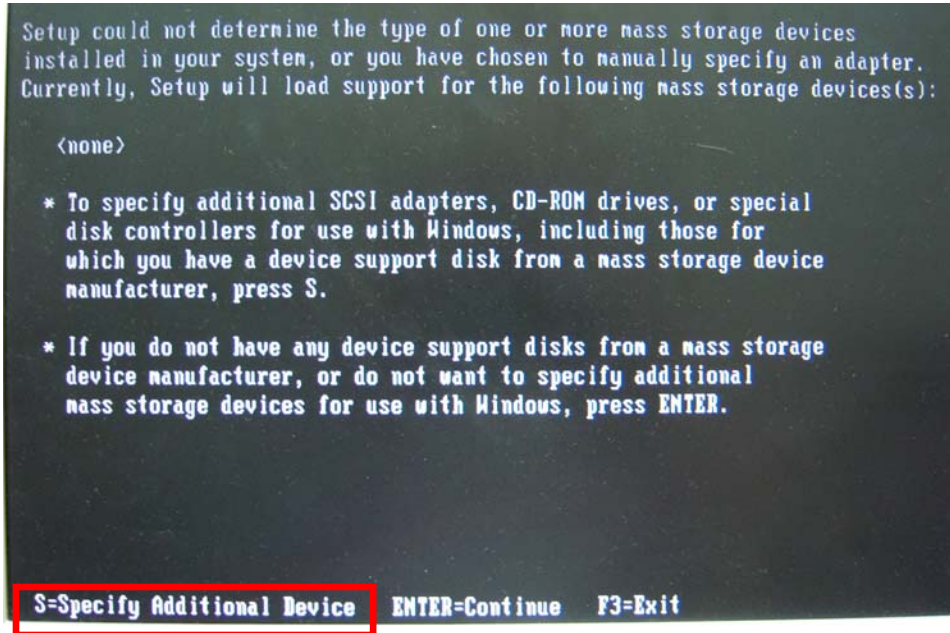 Setup could not determine the type of one or more mass storage devices
installed in your system, or you have chosen to manually specify an adapter.
Currently, Setup will load support for the following mass storage devices(s):
<none>
* To specify additional SCSI adapters, CD-ROM drives, or special
disk controllers for use with Windows, including those for
which you have a device support disk from a mass storage device
manufacturer, press S.
* If you do not have any device support disks from a mass storage
device manufacturer, or do not want to specify additional
mass storage devices for use with Windows, press ENTER.
S=Specify Additional Device ENTER=Continue F3=Exit